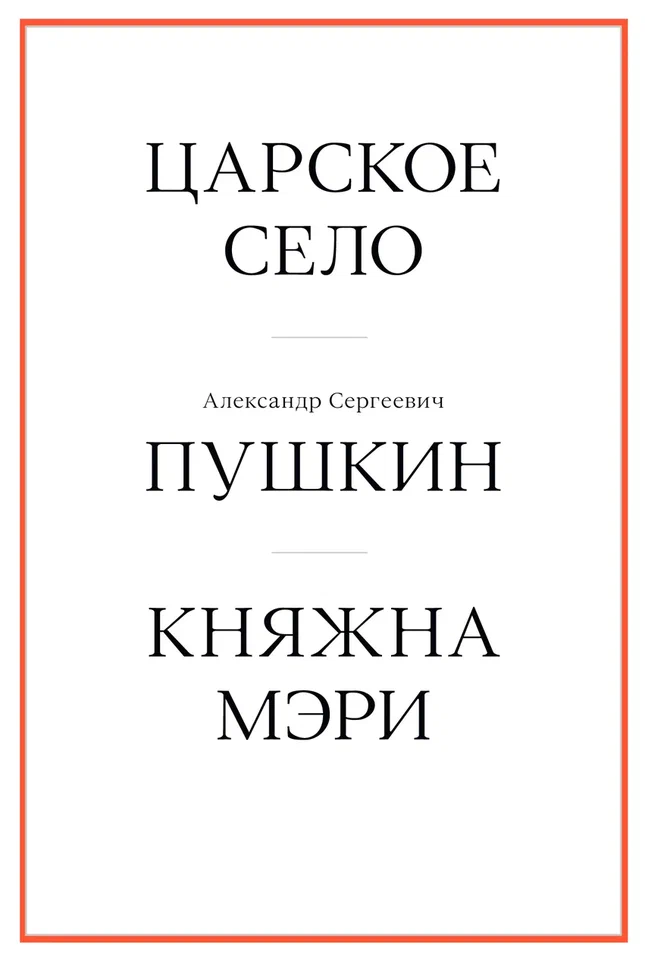 ЦАРСКОЕ
СЕЛО
Александр Сергеевич
ПУШКИН
КНЯЖНА
МЭРИ